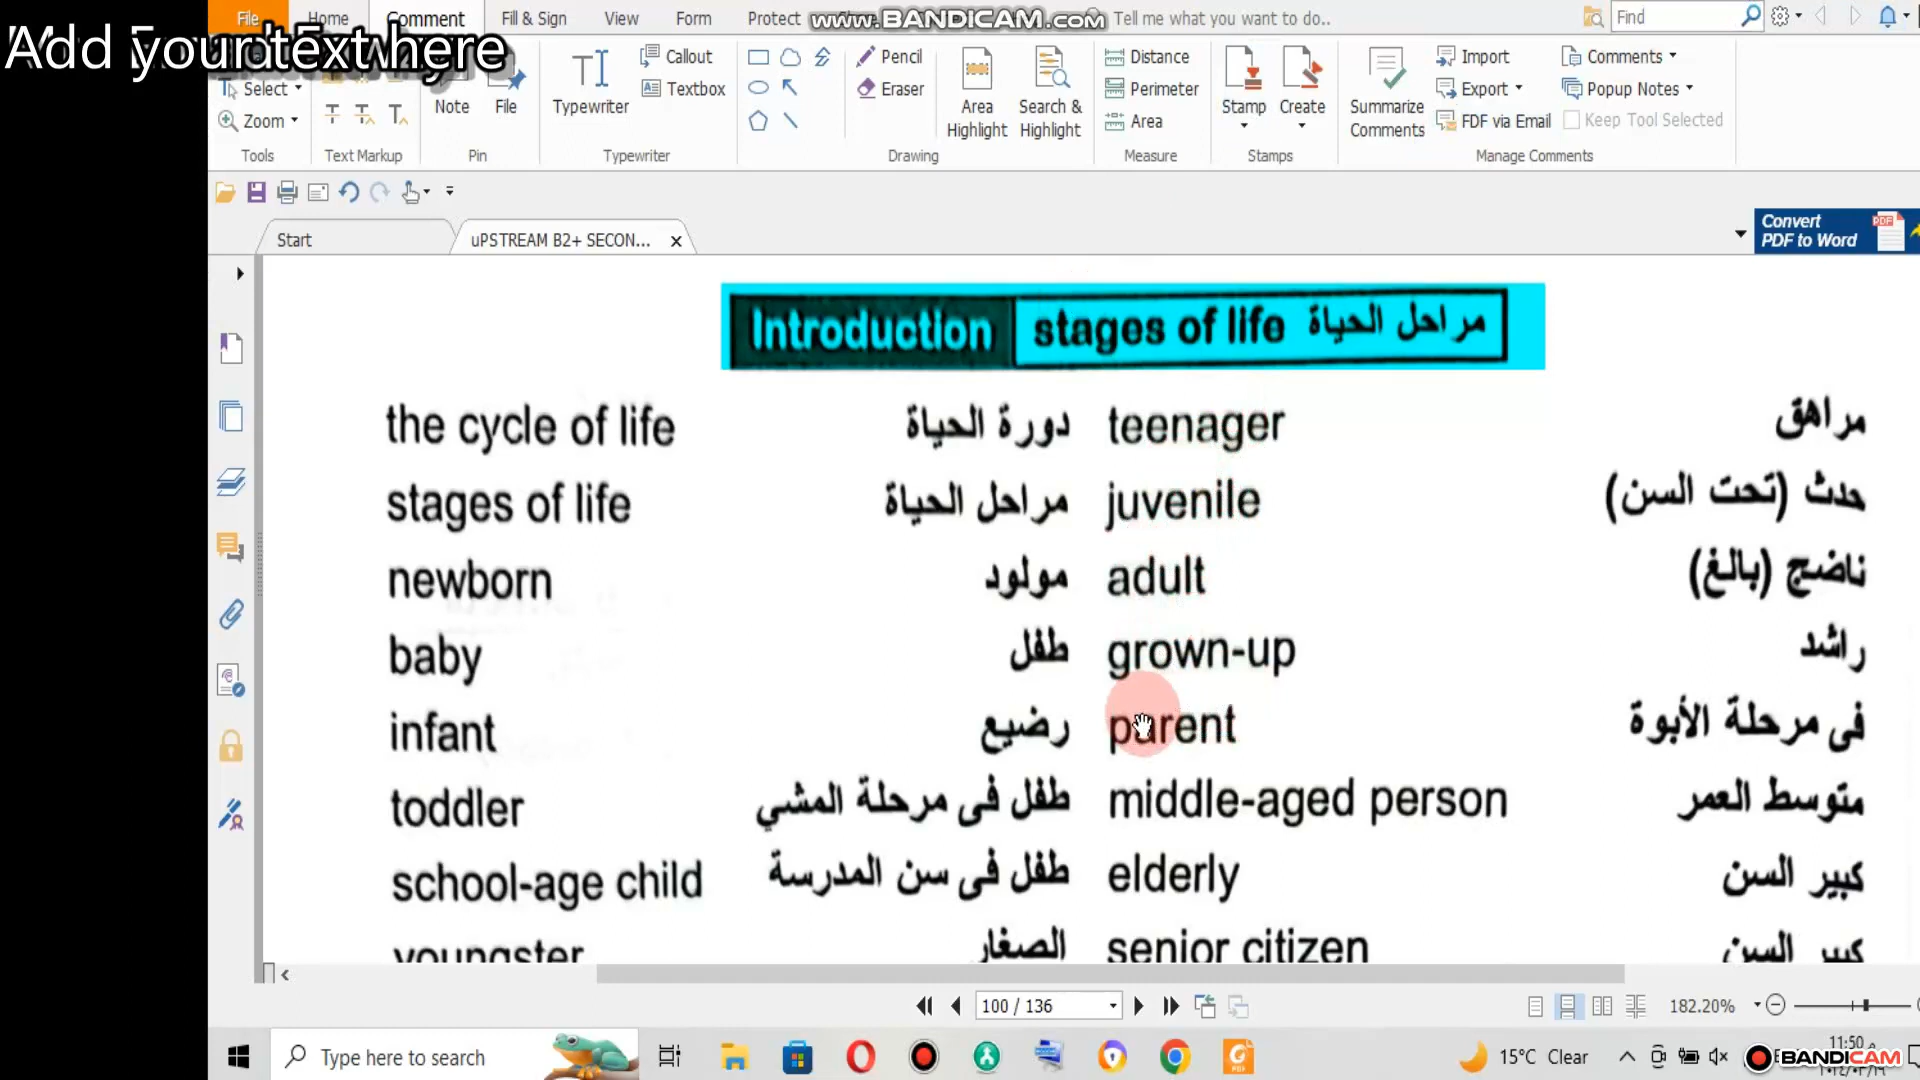 File Home Comment Fill & Sign View Form Protect www.BANDICAM.com Tell me what you want to do.. Find
Add your text here
Select
Zoom
Tools
Text Markup
Note
File
Pin
Typewriter
Callout
Textbox
Typewriter
Pencil
Eraser
Area Highlight
Search & Highlight
Drawing
Distance
Perimeter
Area
Measure
Stamp
Create
Stamps
Summarize Comments
Import
Export
FDF via Email
Comments
Popup Notes
Keep Tool Selected
Manage Comments
Start
uPSTREAM B2+ SECON...
Convert
PDF to Word
PDF
Introduction stages of life مراحل الحياة
the cycle of life دورة الحياة teenager مراهق
stages of life مراحل الحياة juvenile حدث (تحت السن)
newborn مولود adult ناضج (بالغ)
baby طفل grown-up راشد
infant رضيع parent فى مرحلة الأبوة
toddler طفل فى مرحلة المشي middle-aged person متوسط العمر
school-age child طفل فى سن المدرسة elderly كبير السن
youngster الصغار senior citizen كبير السن
100 / 136
182.20%
Type here to search
15°C Clear
11:50
BANDICAM